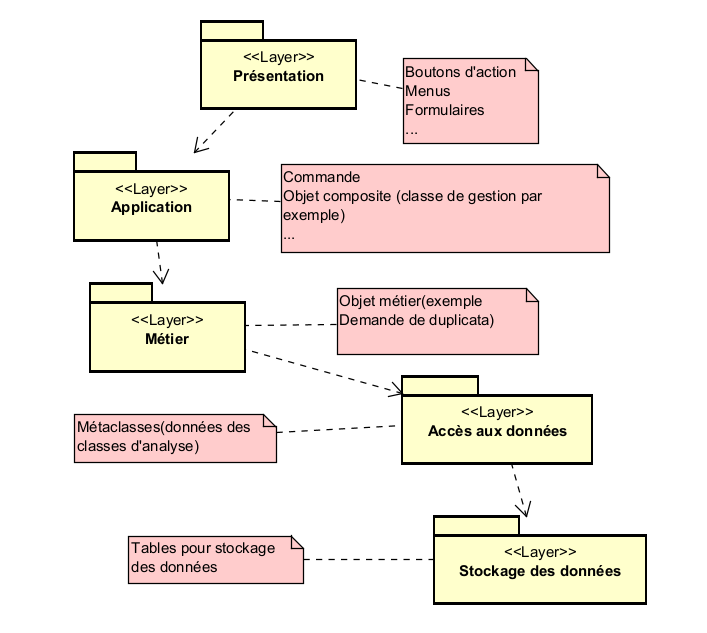 <<Layer>>
Présentation
Boutons d'action
Menus
Formulaires
...
<<Layer>>
Application
Commande
Objet composite (classe de gestion par
exemple)
...
<<Layer>>
Métier
Objet métier(exemple
Demande de duplicata)
<<Layer>>
Accès aux données
Métaclasses(données des
classes d'analyse)
<<Layer>>
Stockage des données
Tables pour stockage
des données